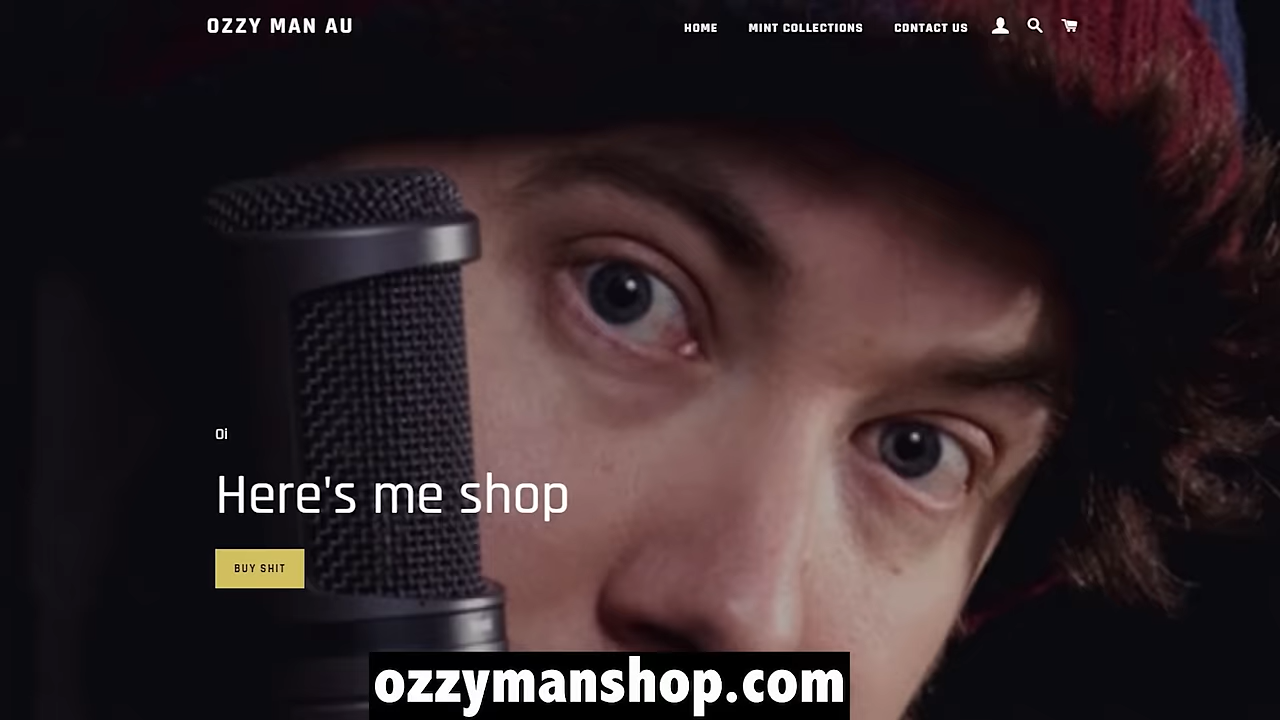 OZZY MAN AU
HOME MINT COLLECTIONS CONTACT US
Oi
Here's me shop
BUY SHIT
ozzymanshop.com